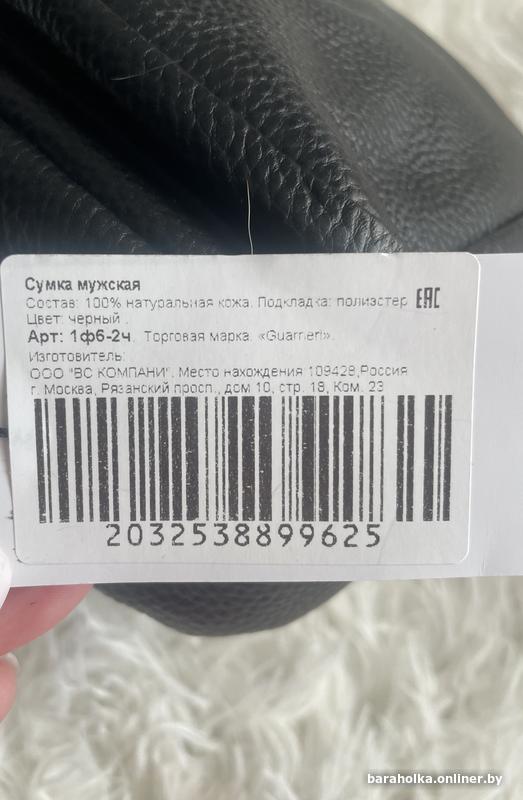 Сумка мужская
Состав: 100% натуральная кожа. Подкладка: полиэстер EAC
Цвет: черный .
Арт: 1ф6-2ч. Торговая марка: «Guarneri».
Изготовитель:
ООО "ВС КОМПАНИ". Место нахождения 109428,Россия
г. Москва, Рязанский просп., дом 10, стр. 18, Ком. 23
2032538899625
baraholka.onliner.by